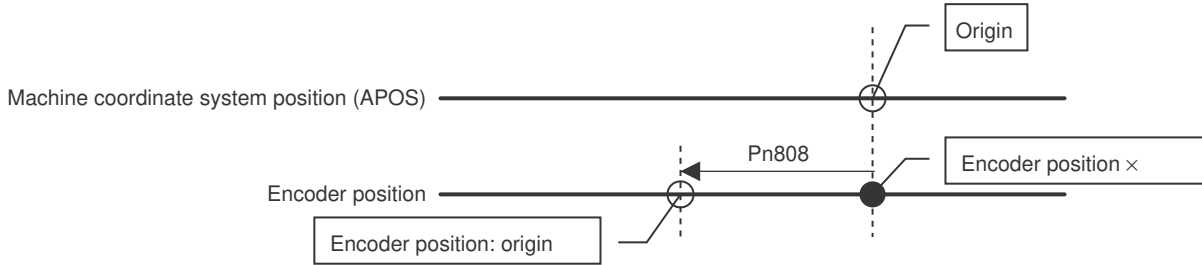 Origin
Machine coordinate system position (APOS)
Pn808
Encoder position ×
Encoder position
Encoder position: origin